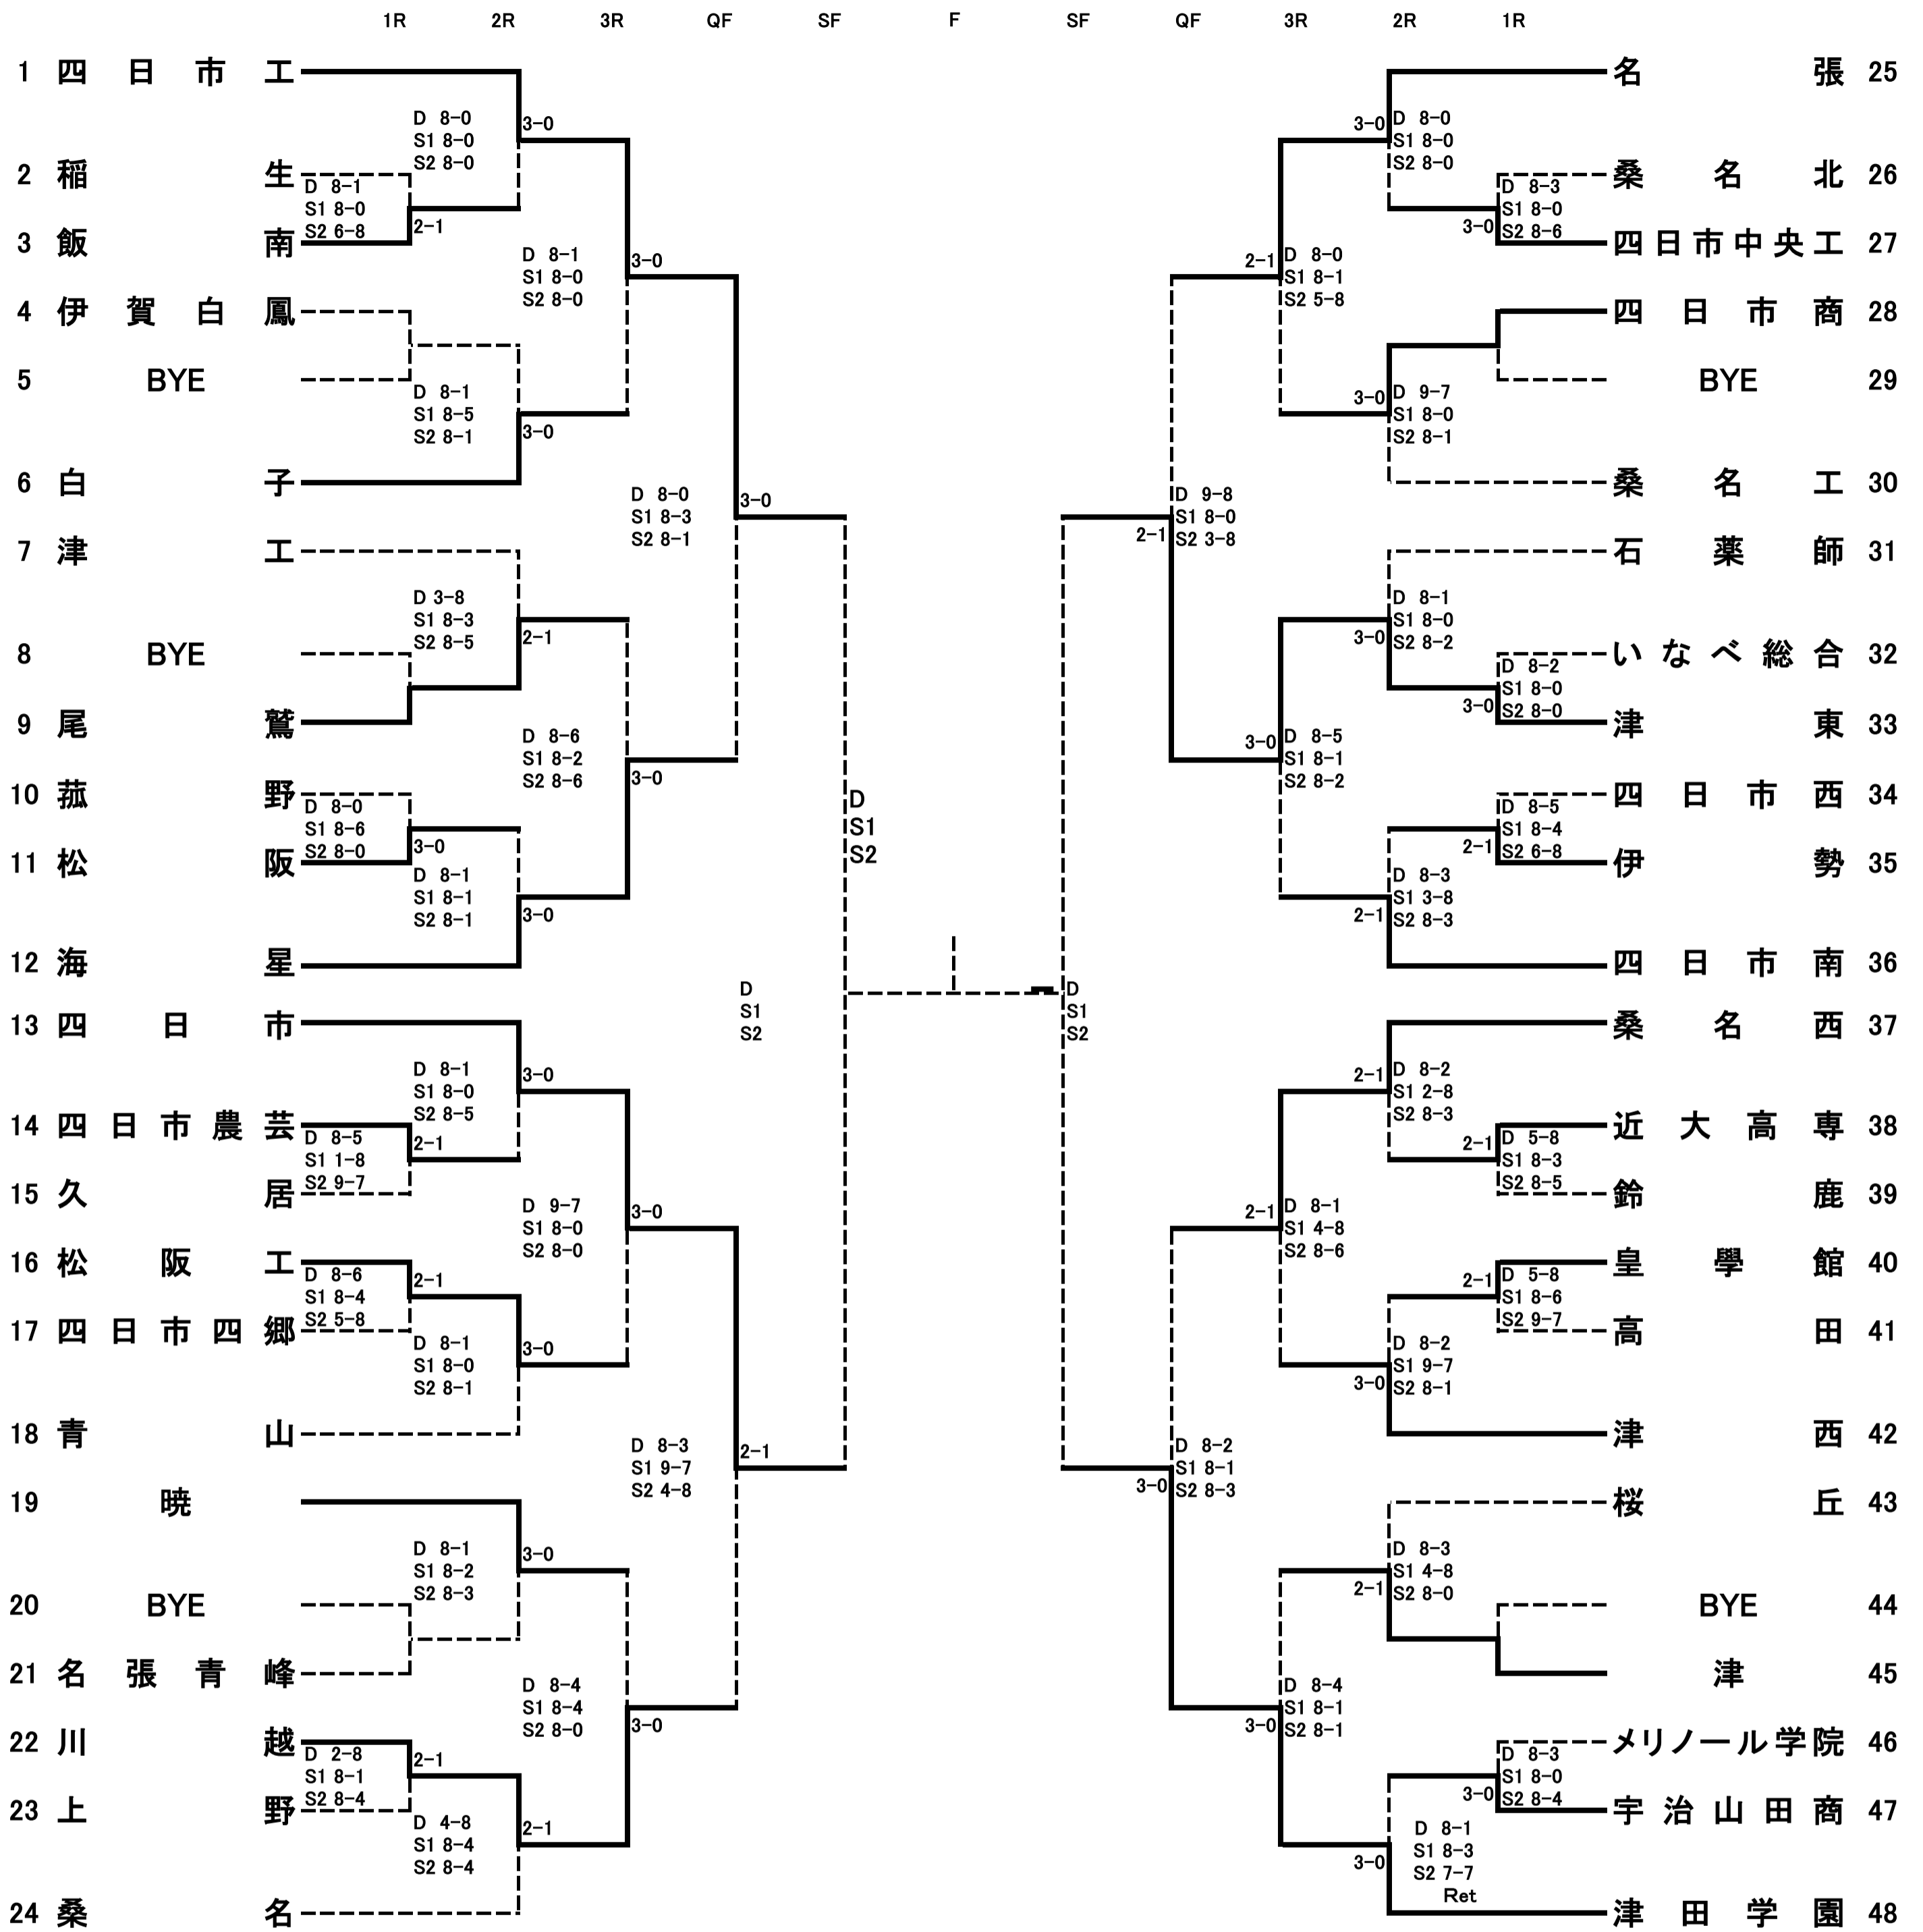 1R 2R 3R QF SF F SF QF 3R 2R 1R
1 四日市工
D 8-0
S1 8-0
S2 8-0
3-0
2 稲生
D 8-1
S1 8-0
S2 6-8
2-1
3 飯南
D 8-1
S1 8-0
S2 8-0
3-0
4 伊賀白鳳
5 BYE
D 8-1
S1 8-5
S2 8-1
3-0
6 白子
D 8-0
S1 8-3
S2 8-1
3-0
7 津工
D 3-8
S1 8-3
S2 8-5
2-1
8 BYE
9 尾鷲
D 8-6
S1 8-2
S2 8-6
3-0
10 菰野
D 8-0
S1 8-6
S2 8-0
3-0
11 松阪
D 8-1
S1 8-1
S2 8-1
3-0
12 海星
D
S1
S2
D
S1
S2
13 四日市
D 8-1
S1 8-0
S2 8-5
3-0
14 四日市農芸
D 8-5
S1 1-8
S2 9-7
2-1
15 久居
D 9-7
S1 8-0
S2 8-0
3-0
16 松阪工
D 8-6
S1 8-4
S2 5-8
2-1
17 四日市四郷
D 8-1
S1 8-0
S2 8-1
3-0
18 青山
D 8-3
S1 9-7
S2 4-8
2-1
19 暁
D 8-1
S1 8-2
S2 8-3
3-0
20 BYE
21 名張青峰
D 8-4
S1 8-4
S2 8-0
3-0
22 川越
D 2-8
S1 8-1
S2 8-4
2-1
23 上野
D 4-8
S1 8-4
S2 8-4
2-1
24 桑名
名張 25
3-0
D 8-0
S1 8-0
S2 8-0
桑名北 26
D 8-3
S1 8-0
S2 8-6
3-0
四日市中央工 27
2-1
D 8-0
S1 8-1
S2 5-8
四日市商 28
BYE 29
3-0
D 9-7
S1 8-0
S2 8-1
桑名工 30
D 9-8
S1 8-0
S2 3-8
2-1
石薬師 31
D 8-1
S1 8-0
S2 8-2
3-0
いなべ総合 32
D 8-2
S1 8-0
S2 8-0
3-0
津東 33
3-0
D 8-5
S1 8-1
S2 8-2
四日市西 34
D 8-5
S1 8-4
S2 6-8
2-1
伊勢 35
D 8-3
S1 3-8
S2 8-3
2-1
四日市南 36
D
S1
S2
桑名西 37
2-1
D 8-2
S1 2-8
S2 8-3
近大高専 38
2-1
D 5-8
S1 8-3
S2 8-5
鈴鹿 39
2-1
D 8-1
S1 4-8
S2 8-6
皇學館 40
2-1
D 5-8
S1 8-6
S2 9-7
高田 41
D 8-2
S1 9-7
S2 8-1
3-0
津西 42
D 8-2
S1 8-1
S2 8-3
3-0
桜丘 43
D 8-3
S1 4-8
S2 8-0
2-1
BYE 44
津 45
D 8-4
S1 8-1
S2 8-1
3-0
メリノール学院 46
D 8-3
S1 8-0
S2 8-4
3-0
宇治山田商 47
D 8-1
S1 8-3
S2 7-7
Ret
3-0
津田学園 48